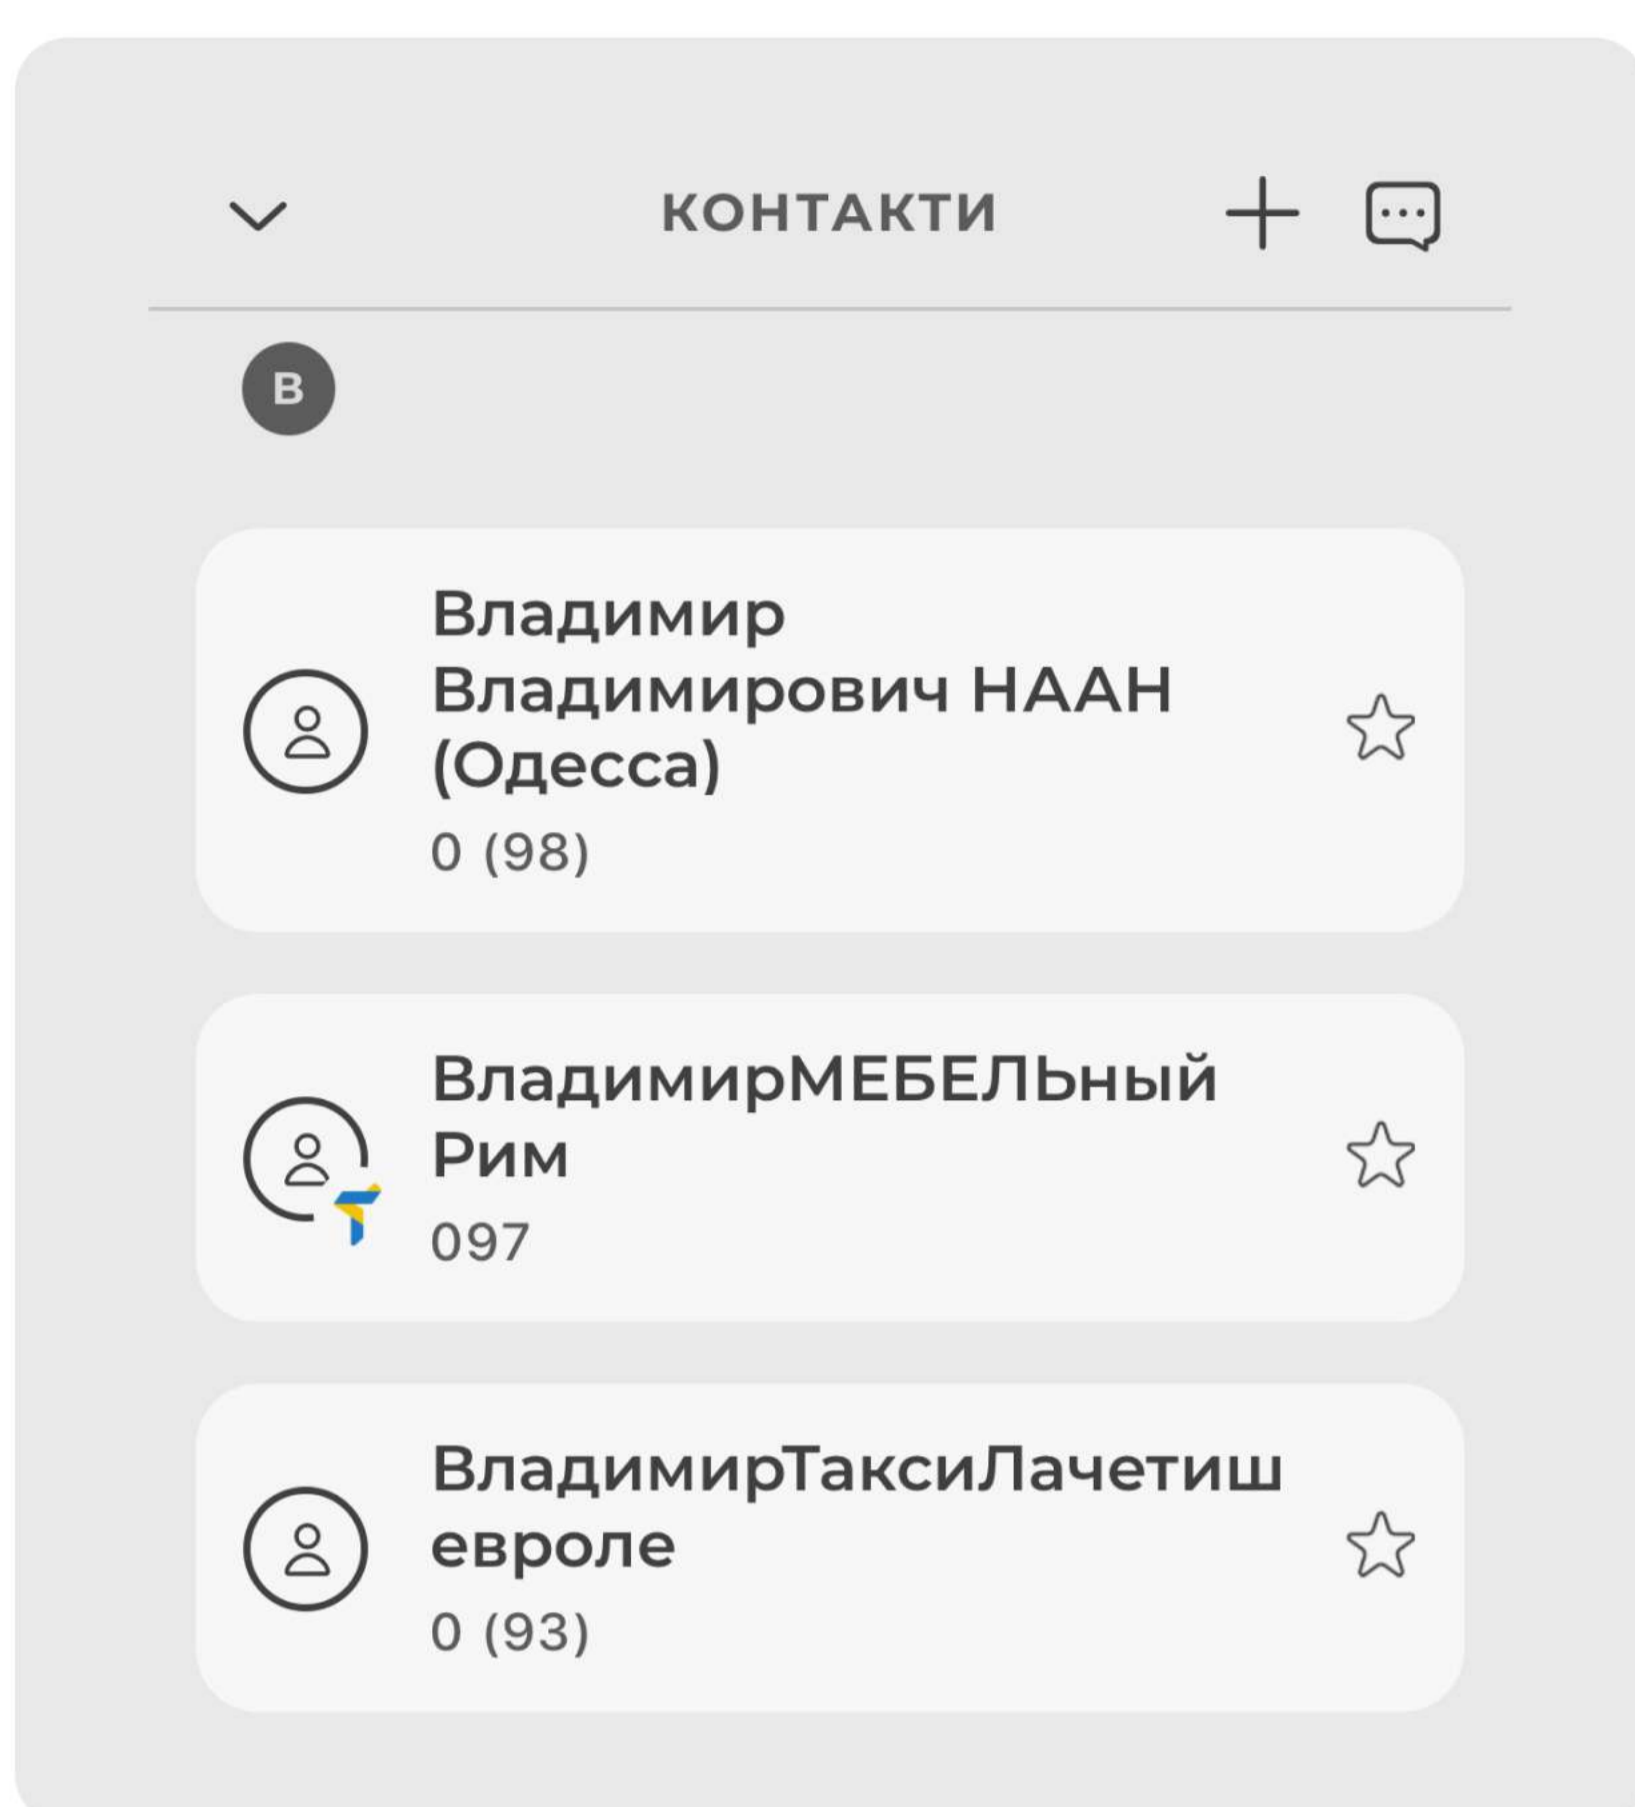 КОНТАКТИ
В
Владимир
Владимирович НААН
(Одесса)
0 (98)
ВладимирМЕБЕЛЬный
Рим
097
ВладимирТаксиЛачетиш
евроле
0 (93)